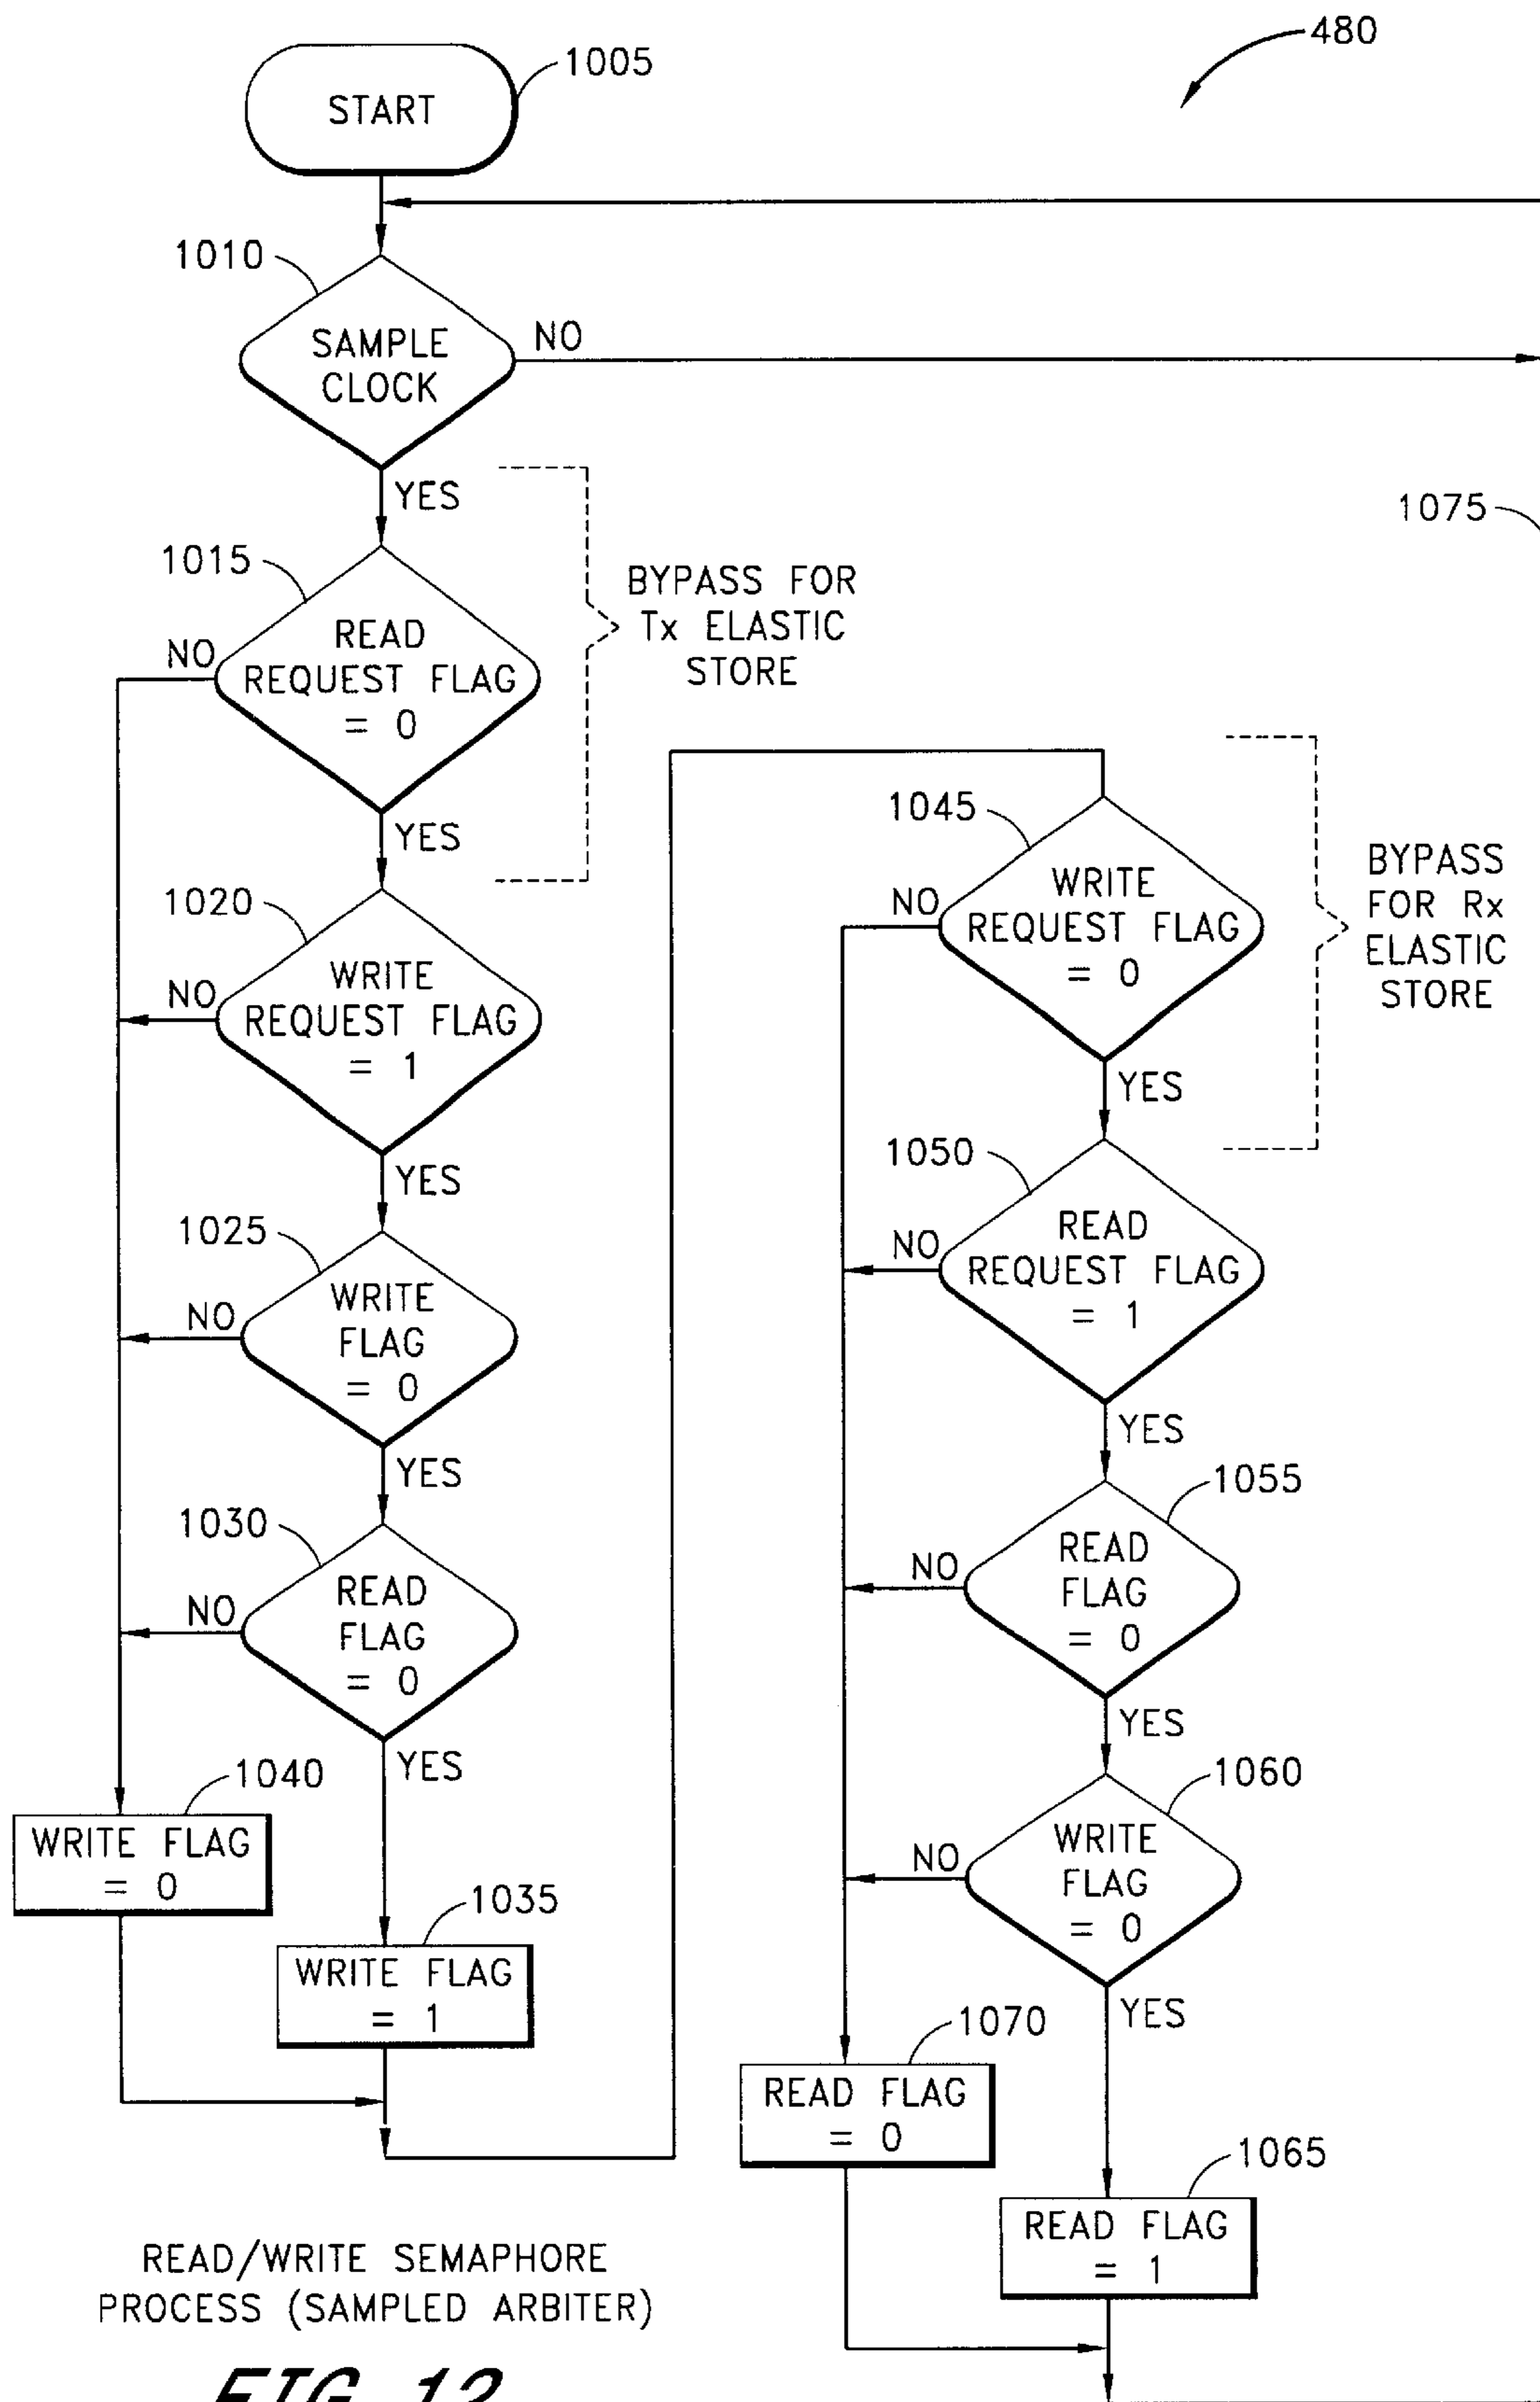 480
START
1005
1010
SAMPLE
CLOCK
NO
YES
1015
READ
REQUEST FLAG
= 0
NO
YES
BYPASS FOR
Tx ELASTIC
STORE
1020
WRITE
REQUEST FLAG
= 1
NO
YES
1025
WRITE
FLAG
= 0
NO
YES
1030
READ
FLAG
= 0
NO
YES
1040
WRITE FLAG
= 0
1035
WRITE FLAG
= 1
1075
1045
WRITE
REQUEST FLAG
= 0
NO
YES
BYPASS
FOR Rx
ELASTIC
STORE
1050
READ
REQUEST FLAG
= 1
NO
YES
1055
READ
FLAG
= 0
NO
YES
1060
WRITE
FLAG
= 0
NO
YES
1070
READ FLAG
= 0
1065
READ FLAG
= 1
READ/WRITE SEMAPHORE
PROCESS (SAMPLED ARBITER)
FIG. 12